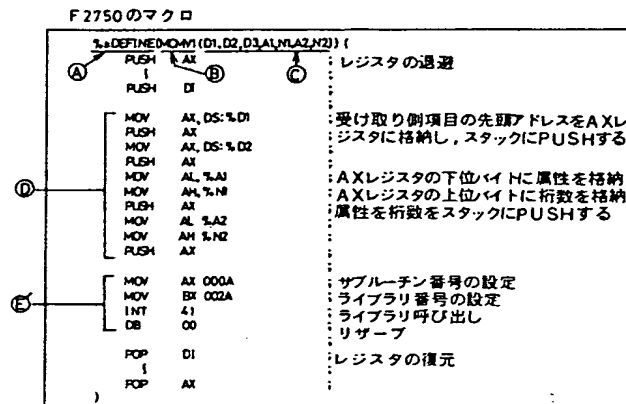 F2750のマクロ
%*DEFINE(MOMV1(D1,D2,D3,A1,N1,A2,N2)) (
Ⓐ Ⓑ Ⓒ
PUSH AX ; レジスタの退避
PUSH DI
MOV AX, DS:%D1 ; 受け取り側項目の先頭アドレスをAXレ
PUSH AX ; ジスタに格納し,スタックにPUSHする
MOV AX, DS:%D2
PUSH AX
Ⓓ MOV AL, %A1 ; AXレジスタの下位バイトに属性を格納
MOV AH, %N1 ; AXレジスタの上位バイトに桁数を格納
PUSH AX ; 属性を桁数をスタックにPUSHする
MOV AL %A2
MOV AH %N2
PUSH AX
MOV AX 000A ; サブルーチン番号の設定
Ⓔ MOV BX 002A ; ライブラリ番号の設定
INT 41 ; ライブラリ呼び出し
DB 00 ; リザーブ
POP DI ; レジスタの復元
POP AX
)